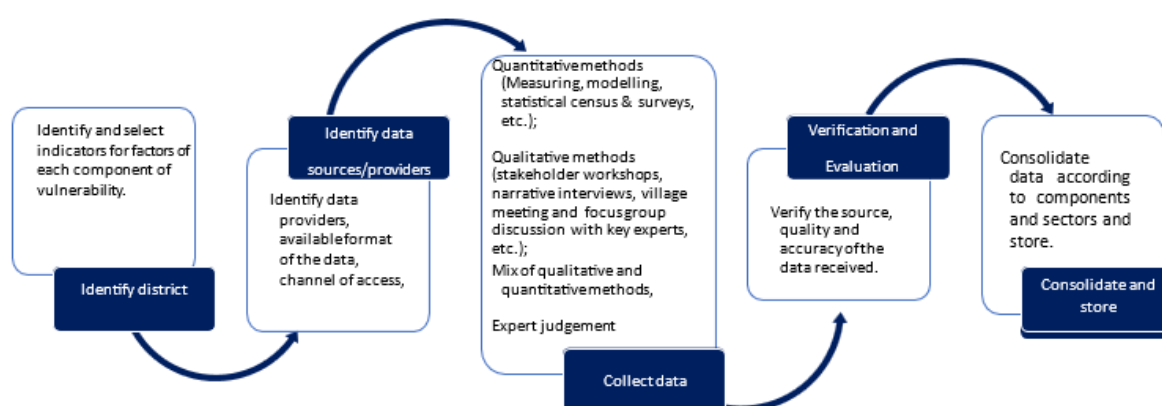 Identify and select
indicators for factors of
each component of
vulnerability.
Identify district
Identify data
sources/providers
Identify data
providers,
available format
of the data,
channel of access,
Quantitative methods
(Measuring, modelling,
statistical census & surveys,
etc.);
Qualitative methods
(stakeholder workshops,
narrative interviews, village
meeting and focus group
discussion with key experts,
etc.);
Mix of qualitative and
quantitative methods,
Expert judgement
Collect data
Verification and
Evaluation
Verify the source,
quality and
accuracy of the
data received.
Consolidate
data according
to components
and sectors and
store.
Consolidate and
store